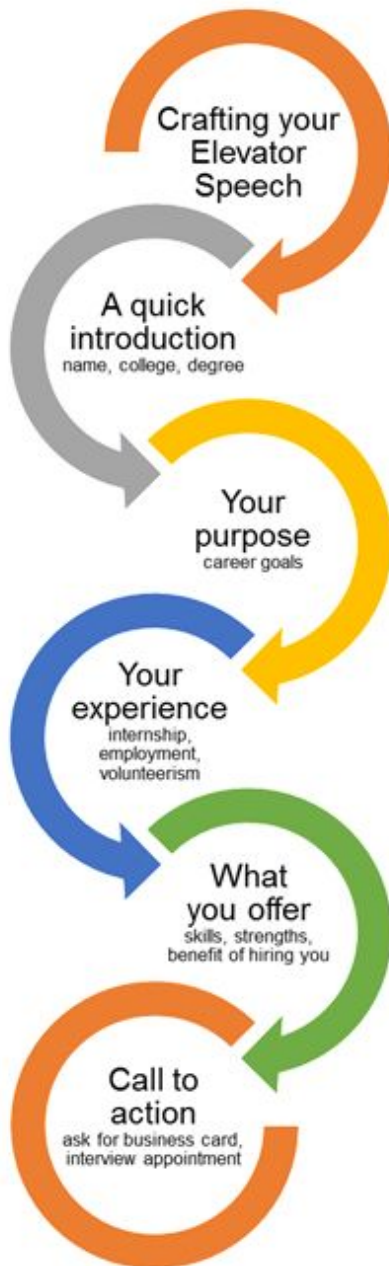 Crafting your
Elevator
Speech
A quick
introduction
name, college, degree
Your
purpose
career goals
Your
experience
internship,
employment,
volunteerism
What
you offer
skills, strengths,
benefit of hiring you
Call to
action
ask for business card,
interview appointment